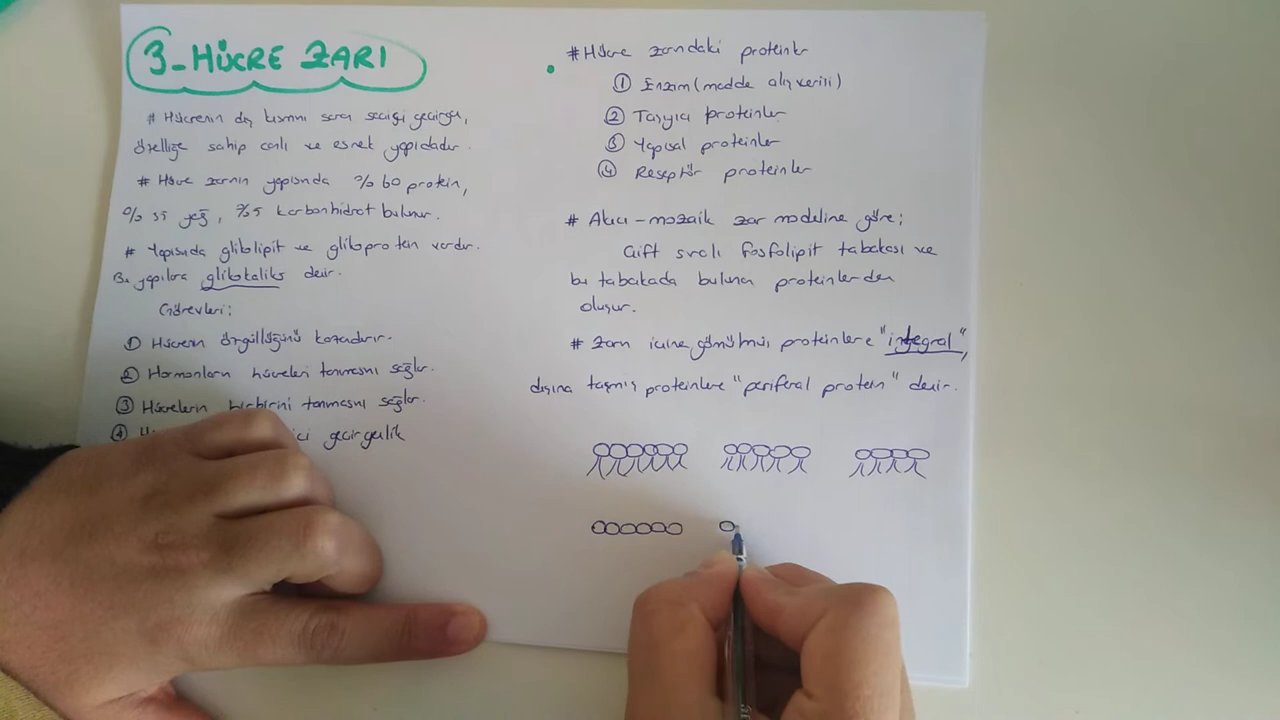 3-HÜCRE ZARI
# Hücrenin dış kısmını saran seçici geçirgen,
özelliğe sahip canlı ve esnek yapıdadır.
# Hücre zarının yapısında % 60 protein,
% 35 yağ, %5 karbonhidrat bulunur.
# Yapısında glikolipit ve glikoprotein vardır.
Bu yapılara glikokaliks denir.
Görevleri:
① Hücrenin özgüllüğünü kazandırır.
② Hormonların hücreleri tanımasını sağlar.
③ Hücrelerin birbirini tanımasını sağlar.
④ geçirgenlik
# Hücre zarındaki proteinler
① Enzim (madde alışverişi)
② Taşıyıcı proteinler
③ Yapısal proteinler
④ Reseptör proteinler
# Akıcı-mozaik zar modeline göre;
Çift sıralı fosfolipit tabakası ve
bu tabakada bulunan proteinlerden
oluşur.
# Zarın içine gömülmüş proteinlere "integral",
dışına taşmış proteinlere "periferal protein" denir.